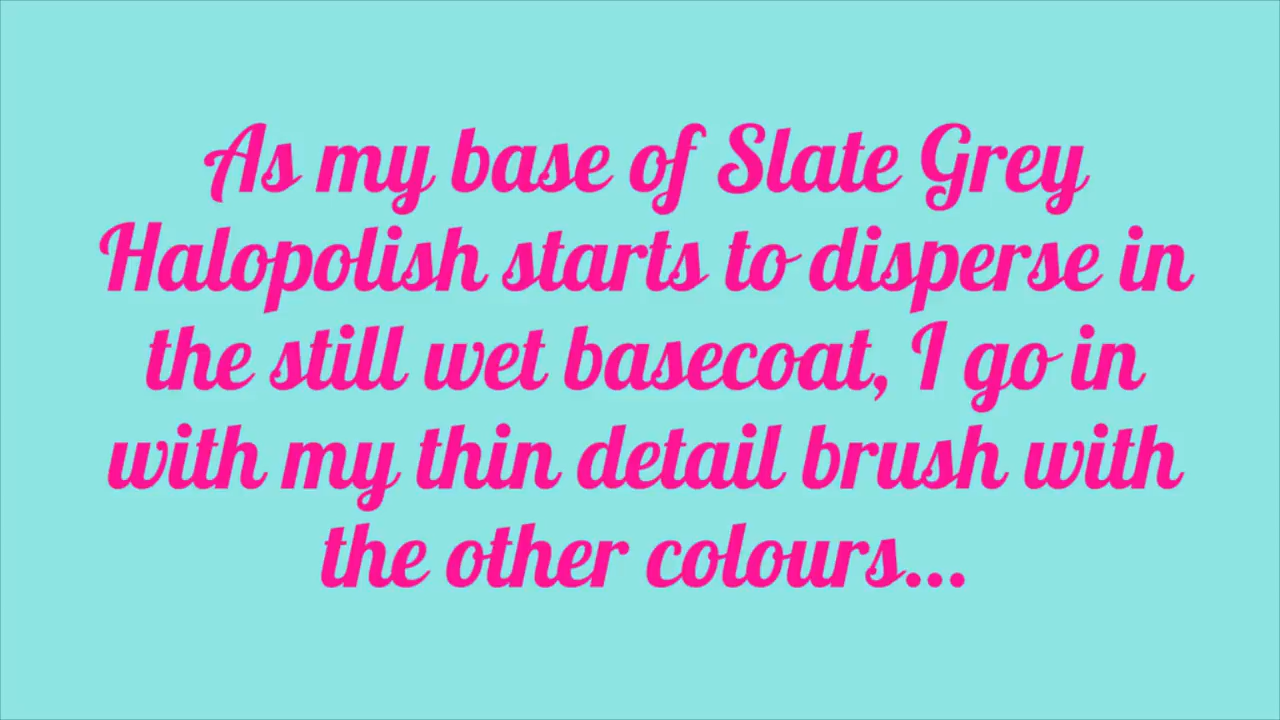 As my base of Slate Grey
Halopolish starts to disperse in
the still wet basecoat, I go in
with my thin detail brush with
the other colours...